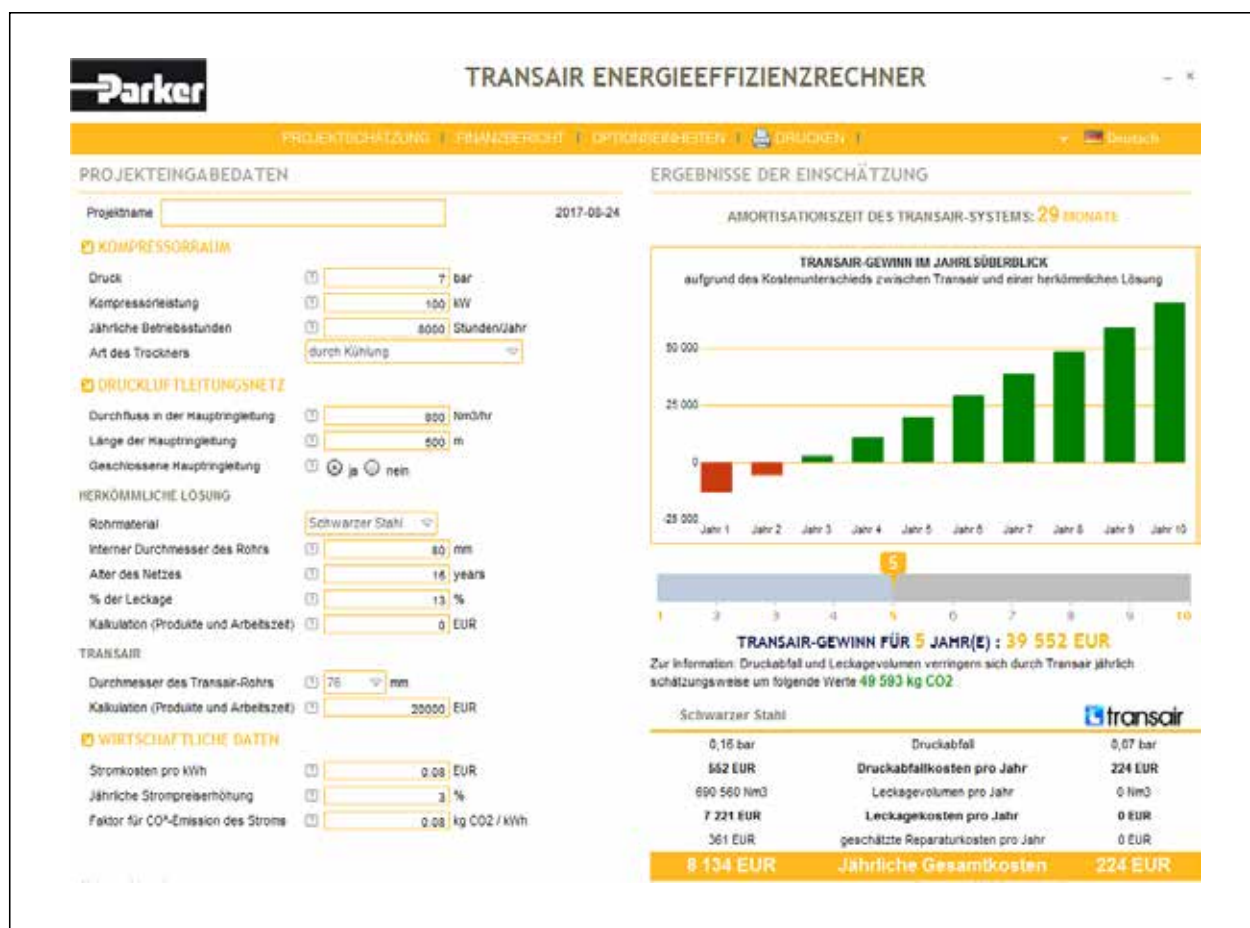 Parker
TRANSAIR ENERGIEEFFIZIENZRECHNER
PROJEKTSCHÄTZUNG | FINANZBERICHT | OPTIONSEINHEITEN | DRUCKEN |
Deutsch
PROJEKTEINGABEDATEN
Projektname 2017-08-24
KOMPRESSORRAUM
Druck 7 bar
Kompressorleistung 100 kW
Jährliche Betriebsstunden 8000 Stunden/Jahr
Art des Trockners durch Kühlung
DRUCKLUFTLEITUNGSNETZ
Durchfluss in der Hauptringleitung 800 Nm3/hr
Länge der Hauptringleitung 500 m
Geschlossene Hauptringleitung ja nein
HERKÖMMLICHE LÖSUNG
Rohrmaterial Schwarzer Stahl
Interner Durchmesser des Rohrs 80 mm
Alter des Netzes 16 years
% der Leckage 13 %
Kalkulation (Produkte und Arbeitszeit) 0 EUR
TRANSAIR
Durchmesser des Transair-Rohrs 76 mm
Kalkulation (Produkte und Arbeitszeit) 20000 EUR
WIRTSCHAFTLICHE DATEN
Stromkosten pro kWh 0.08 EUR
Jährliche Strompreiserhöhung 3 %
Faktor für CO²-Emission des Stroms 0.08 kg CO2 / kWh
ERGEBNISSE DER EINSCHÄTZUNG
AMORTISATIONSZEIT DES TRANSAIR-SYSTEMS: 29 MONATE
TRANSAIR-GEWINN IM JAHRESÜBERBLICK
aufgrund des Kostenunterschieds zwischen Transair und einer herkömmlichen Lösung
50 000
25 000
0
-25 000
Jahr 1 Jahr 2 Jahr 3 Jahr 4 Jahr 5 Jahr 6 Jahr 7 Jahr 8 Jahr 9 Jahr 10
5
1 2 3 4 5 6 7 8 9 10
TRANSAIR-GEWINN FÜR 5 JAHR(E) : 39 552 EUR
Zur Information: Druckabfall und Leckagevolumen verringern sich durch Transair jährlich
schätzungsweise um folgende Werte 49 593 kg CO2
Schwarzer Stahl transair
0,16 bar Druckabfall 0,07 bar
552 EUR Druckabfallkosten pro Jahr 224 EUR
690 560 Nm3 Leckagevolumen pro Jahr 0 Nm3
7 221 EUR Leckagekosten pro Jahr 0 EUR
361 EUR geschätzte Reparaturkosten pro Jahr 0 EUR
8 134 EUR Jährliche Gesamtkosten 224 EUR